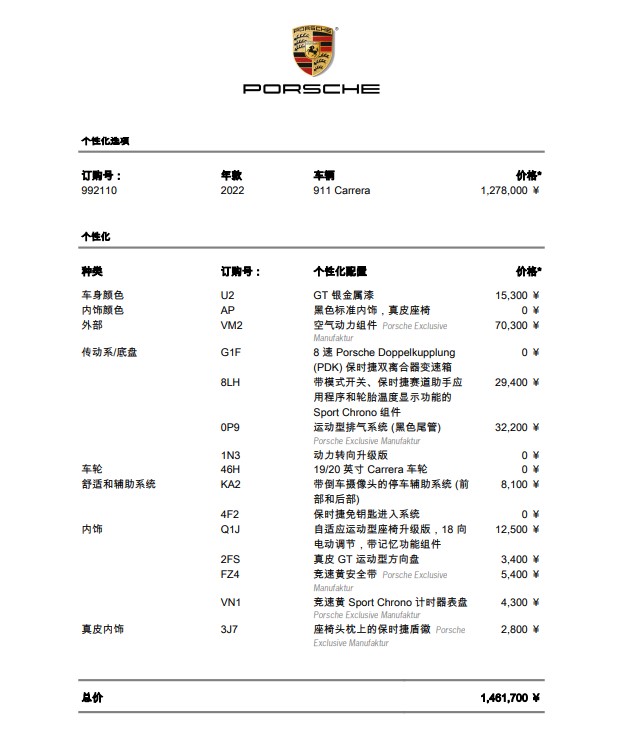 PORSCHE
PORSCHE
个性化选项
订购号： 年款 车辆 价格*
992110 2022 911 Carrera 1,278,000 ¥
个性化
种类 订购号： 个性化配置 价格*
车身颜色 U2 GT 银金属漆 15,300 ¥
内饰颜色 AP 黑色标准内饰，真皮座椅 0 ¥
外部 VM2 空气动力组件 Porsche Exclusive 70,300 ¥
Manufaktur
传动系/底盘 G1F 8 速 Porsche Doppelkupplung 0 ¥
(PDK) 保时捷双离合器变速箱
8LH 带模式开关、保时捷赛道助手应 29,400 ¥
用程序和轮胎温度显示功能的
Sport Chrono 组件
0P9 运动型排气系统 (黑色尾管) 32,200 ¥
Porsche Exclusive Manufaktur
1N3 动力转向升级版 0 ¥
车轮 46H 19/20 英寸 Carrera 车轮 0 ¥
舒适和辅助系统 KA2 带倒车摄像头的停车辅助系统 (前 8,100 ¥
部和后部)
4F2 保时捷免钥匙进入系统 0 ¥
内饰 Q1J 自适应运动型座椅升级版，18 向 12,500 ¥
电动调节，带记忆功能组件
2FS 真皮 GT 运动型方向盘 3,400 ¥
FZ4 竞速黄安全带 Porsche Exclusive 5,400 ¥
Manufaktur
VN1 竞速黄 Sport Chrono 计时器表盘 4,300 ¥
Porsche Exclusive Manufaktur
真皮内饰 3J7 座椅头枕上的保时捷盾徽 Porsche 2,800 ¥
Exclusive Manufaktur
总价 1,461,700 ¥